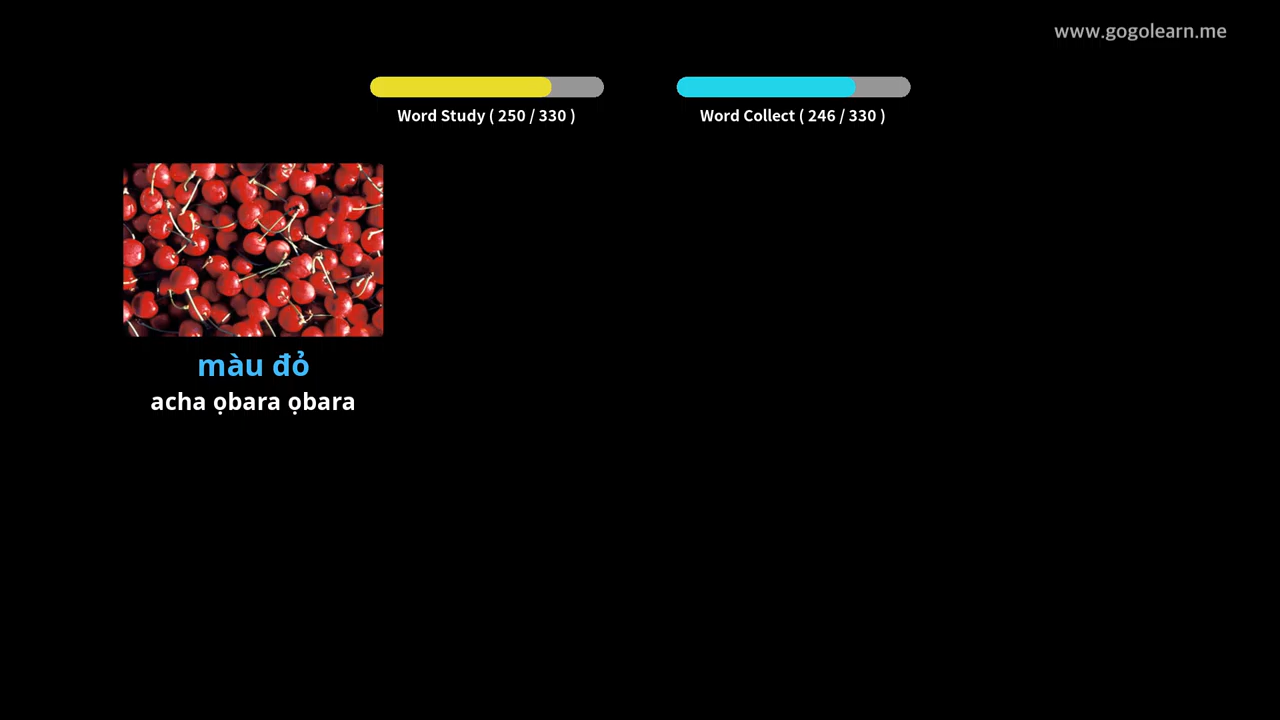 www.gogolearn.me
Word Study ( 250 / 330 )
Word Collect ( 246 / 330 )
màu đỏ
acha ọbara ọbara